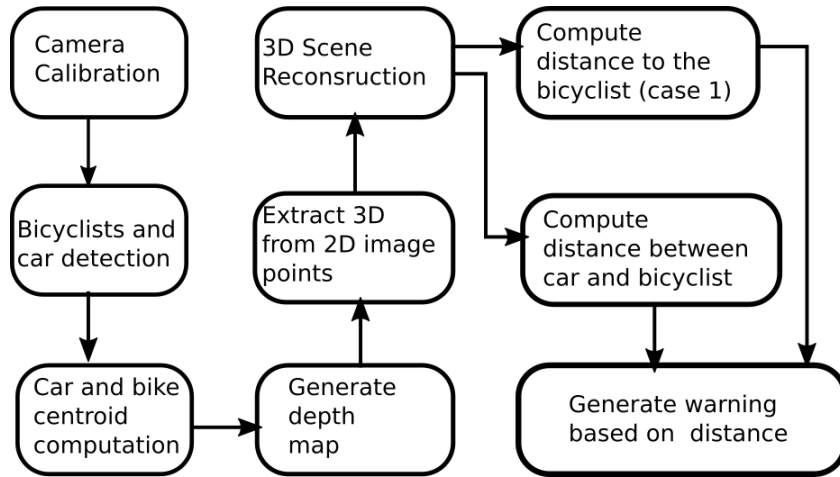 Camera
Calibration
Bicyclists and
car detection
Car and bike
centroid
computation
Generate
depth
map
Extract 3D
from 2D image
points
3D Scene
Reconsruction
Compute
distance to the
bicyclist (case 1)
Compute
distance between
car and bicyclist
Generate warning
based on  distance